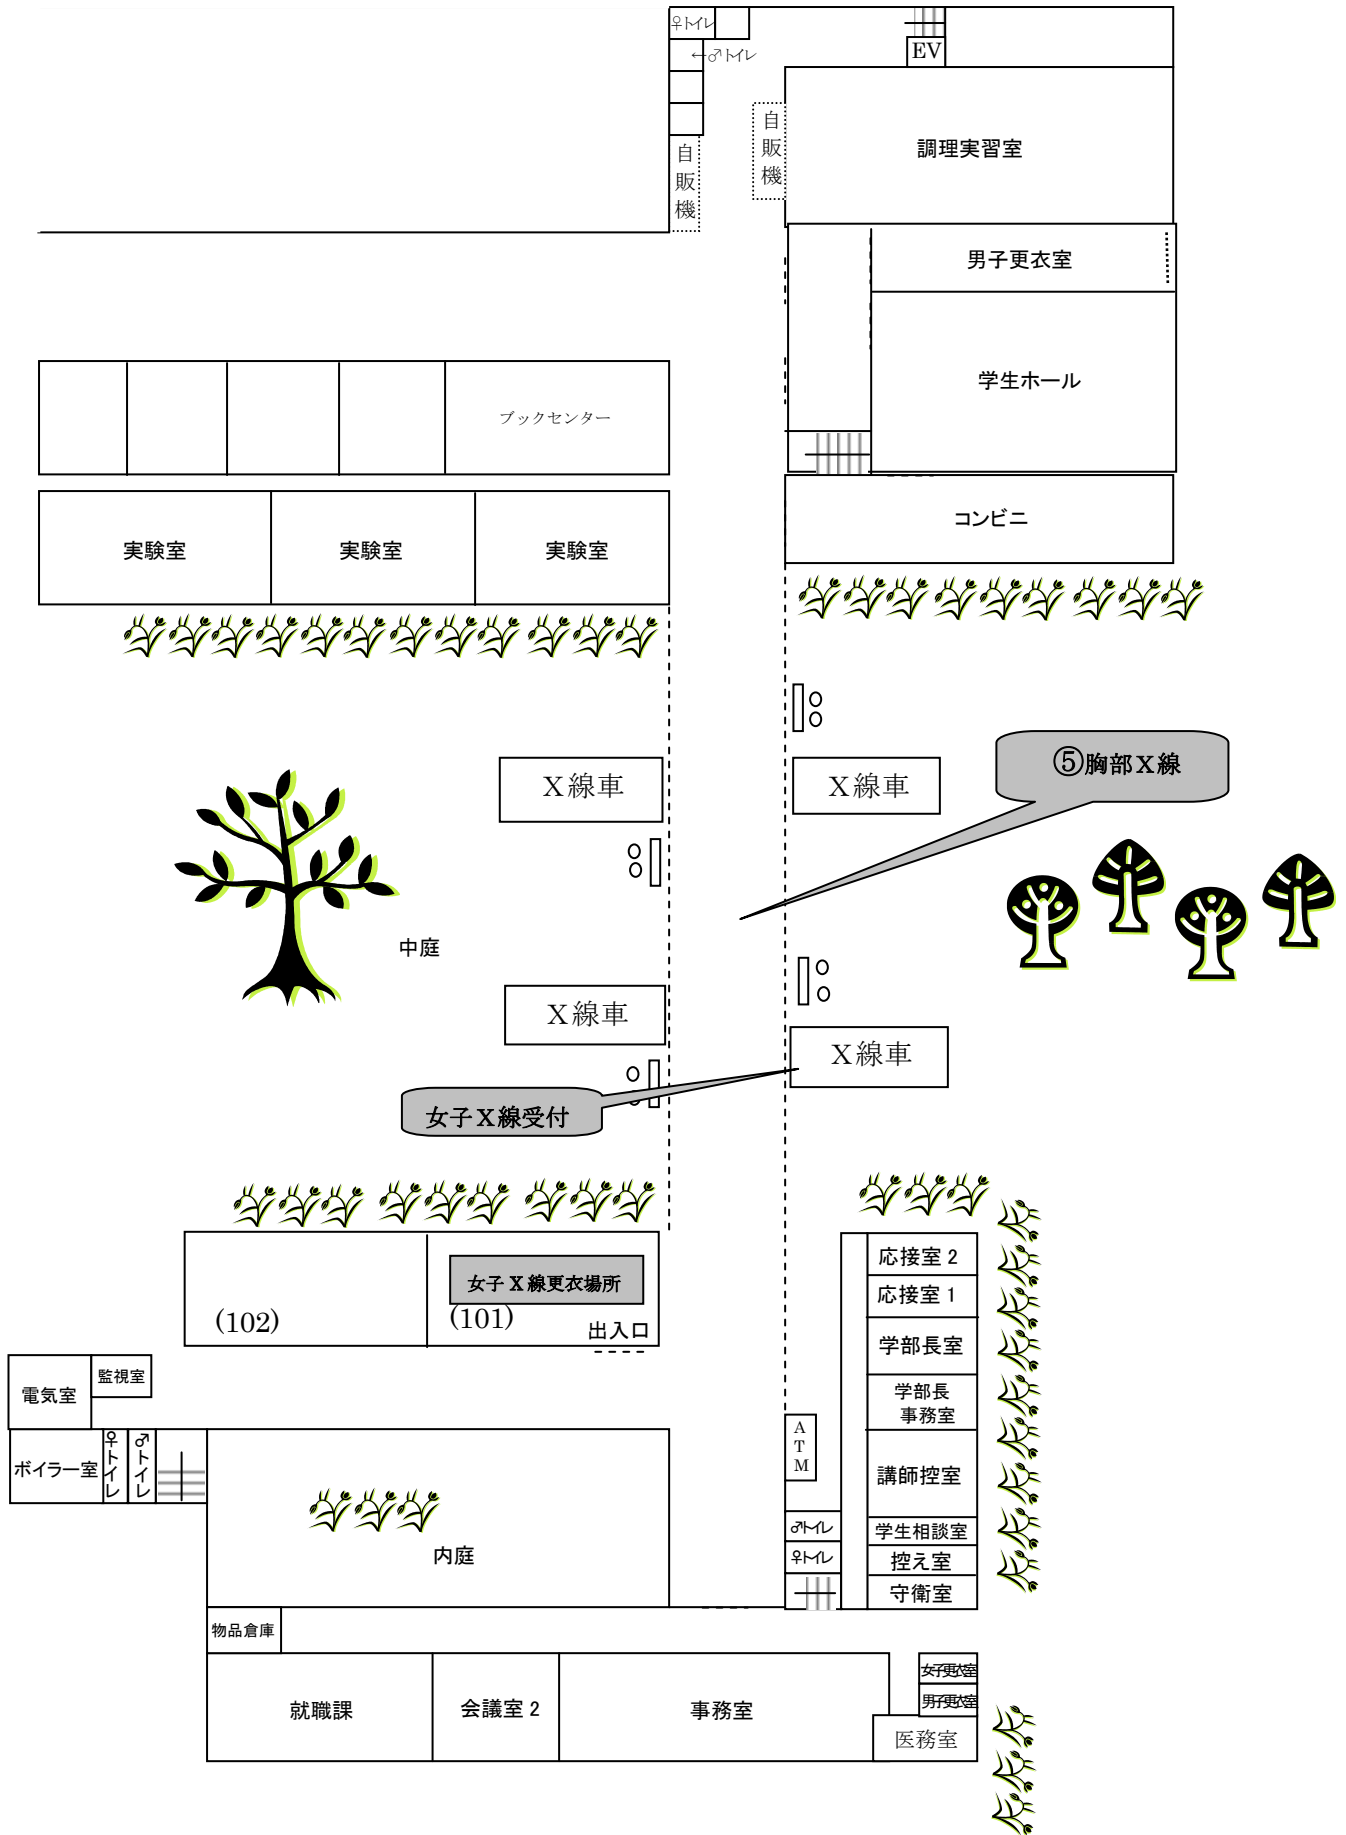 ♀トイレ
EV
←♂トイレ
自販機
自販機
調理実習室
男子更衣室
学生ホール
ブックセンター
コンビニ
実験室
実験室
実験室
⑤胸部X線
X線車
X線車
中庭
X線車
X線車
女子X線受付
女子X線更衣場所
(102)
(101)
出入口
応接室2
応接室1
学部長室
学部長
事務室
講師控室
学生相談室
控え室
守衛室
監視室
電気室
ボイラー室
♀トイレ
♂トイレ
ATM
♂トイレ
♀トイレ
内庭
物品倉庫
就職課
会議室2
事務室
女子更衣室
男子更衣室
医務室